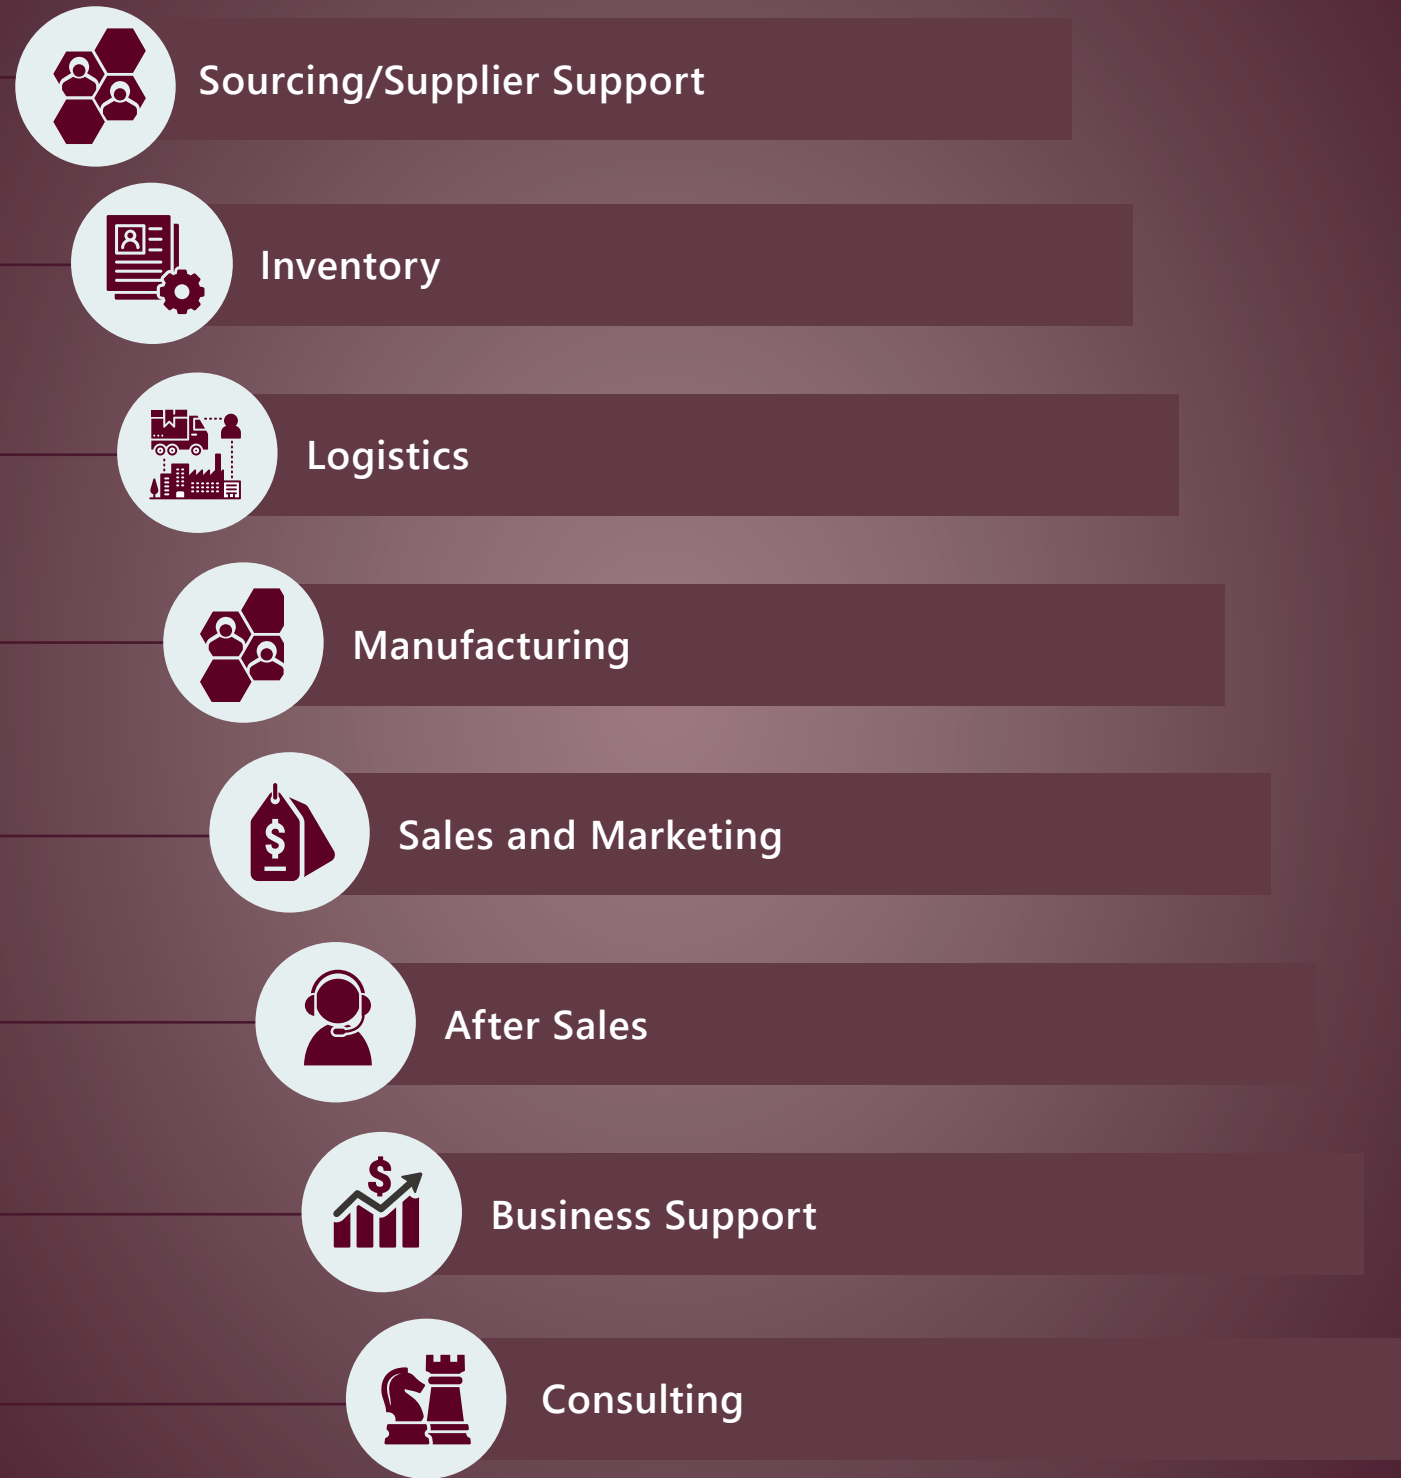 Sourcing/Supplier Support
Inventory
Logistics
Manufacturing
$
Sales and Marketing
After Sales
$
Business Support
Consulting